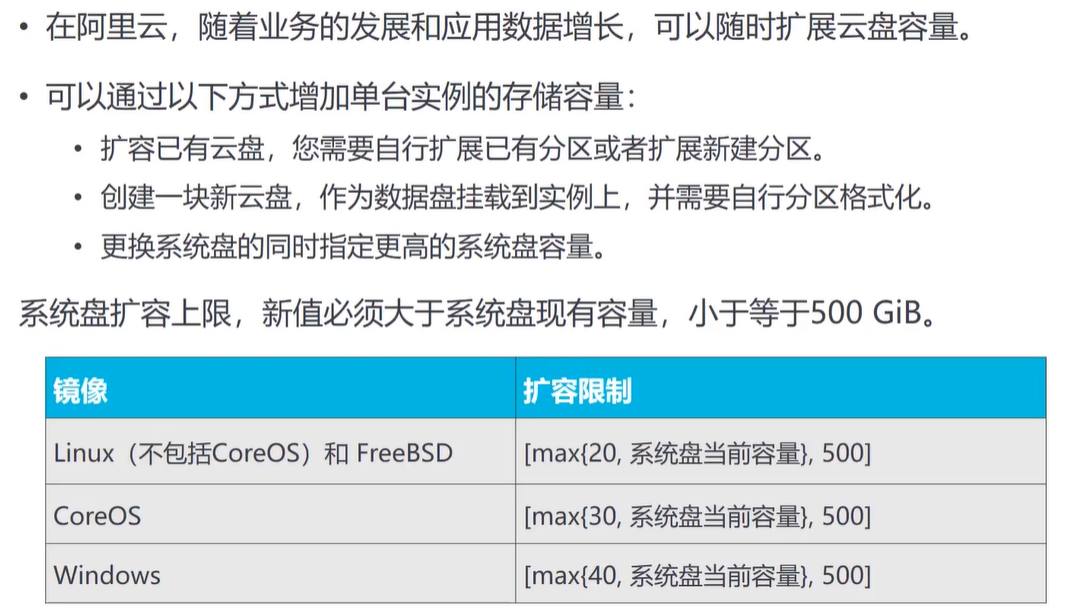 • 在阿里云，随着业务的发展和应用数据增长，可以随时扩展云盘容量。
• 可以通过以下方式增加单台实例的存储容量：
• 扩容已有云盘，您需要自行扩展已有分区或者扩展新建分区。
• 创建一块新云盘，作为数据盘挂载到实例上，并需要自行分区格式化。
• 更换系统盘的同时指定更高的系统盘容量。
系统盘扩容上限，新值必须大于系统盘现有容量，小于等于500 GiB。
镜像 扩容限制
Linux（不包括CoreOS）和 FreeBSD [max{20, 系统盘当前容量}, 500]
CoreOS [max{30, 系统盘当前容量}, 500]
Windows [max{40, 系统盘当前容量}, 500]